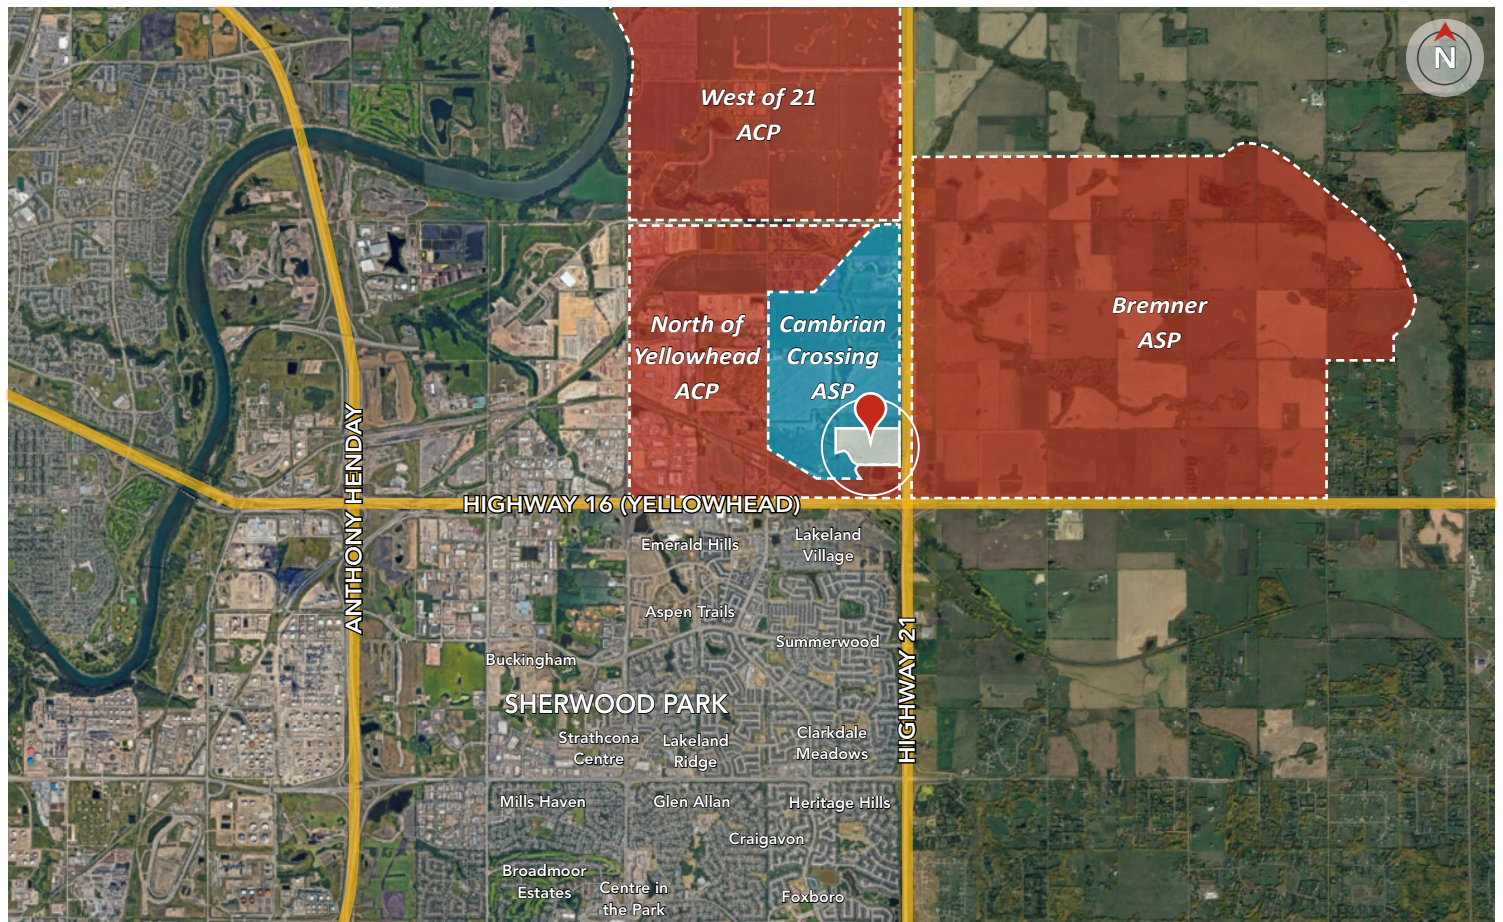 N
West of 21
ACP
North of
Yellowhead
ACP
Cambrian
Crossing
ASP
Bremner
ASP
ANTHONY HENDAY
HIGHWAY 16 (YELLOWHEAD)
HIGHWAY 21
Emerald Hills
Lakeland
Village
Aspen Trails
Summerwood
Buckingham
SHERWOOD PARK
Strathcona
Centre
Lakeland
Ridge
Clarkdale
Meadows
Mills Haven
Glen Allan
Heritage Hills
Craigavon
Broadmoor
Estates
Centre in
the Park
Foxboro